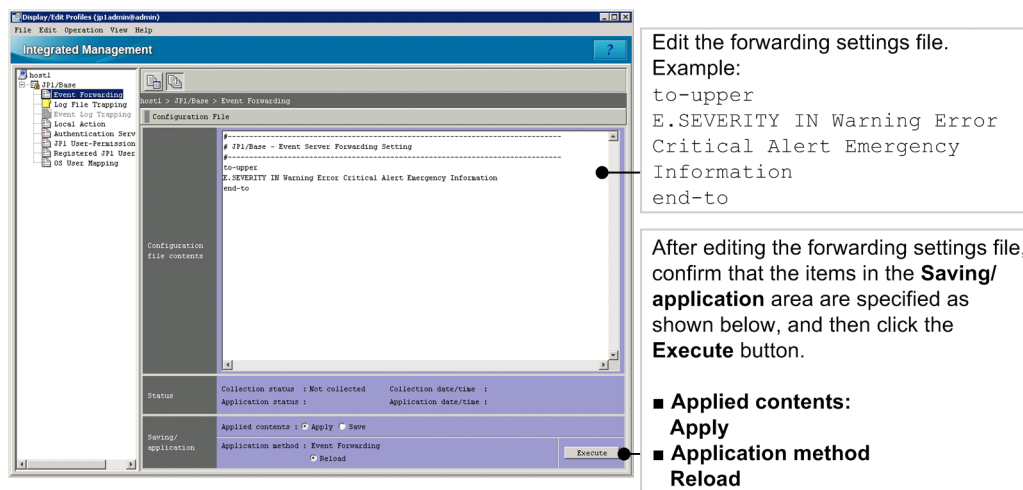 Display/Edit Profiles (jp1admin@admin)
File Edit Operation View Help
Integrated Management
?
host1
JP1/Base
Event Forwarding
Log File Trapping
Event Log Trapping
Local Action
Authentication Serv
JP1 User-Permission
Registered JP1 User
OS User Mapping
host1 > JP1/Base > Event Forwarding
Configuration File
Configuration
file contents
#---------------------------------------------------------------
# JP1/Base - Event Server Forwarding Setting
#---------------------------------------------------------------
to-upper
E.SEVERITY IN Warning Error Critical Alert Emergency Information
end-to
Status
Collection status : Not collected Collection date/time :
Application status : Application date/time :
Saving/
application
Applied contents : Apply Save
Application method : Event Forwarding
Reload
Execute
Edit the forwarding settings file.
Example:
to-upper
E.SEVERITY IN Warning Error
Critical Alert Emergency
Information
end-to
After editing the forwarding settings file,
confirm that the items in the Saving/
application area are specified as
shown below, and then click the
Execute button.
■ Applied contents:
Apply
■ Application method
Reload